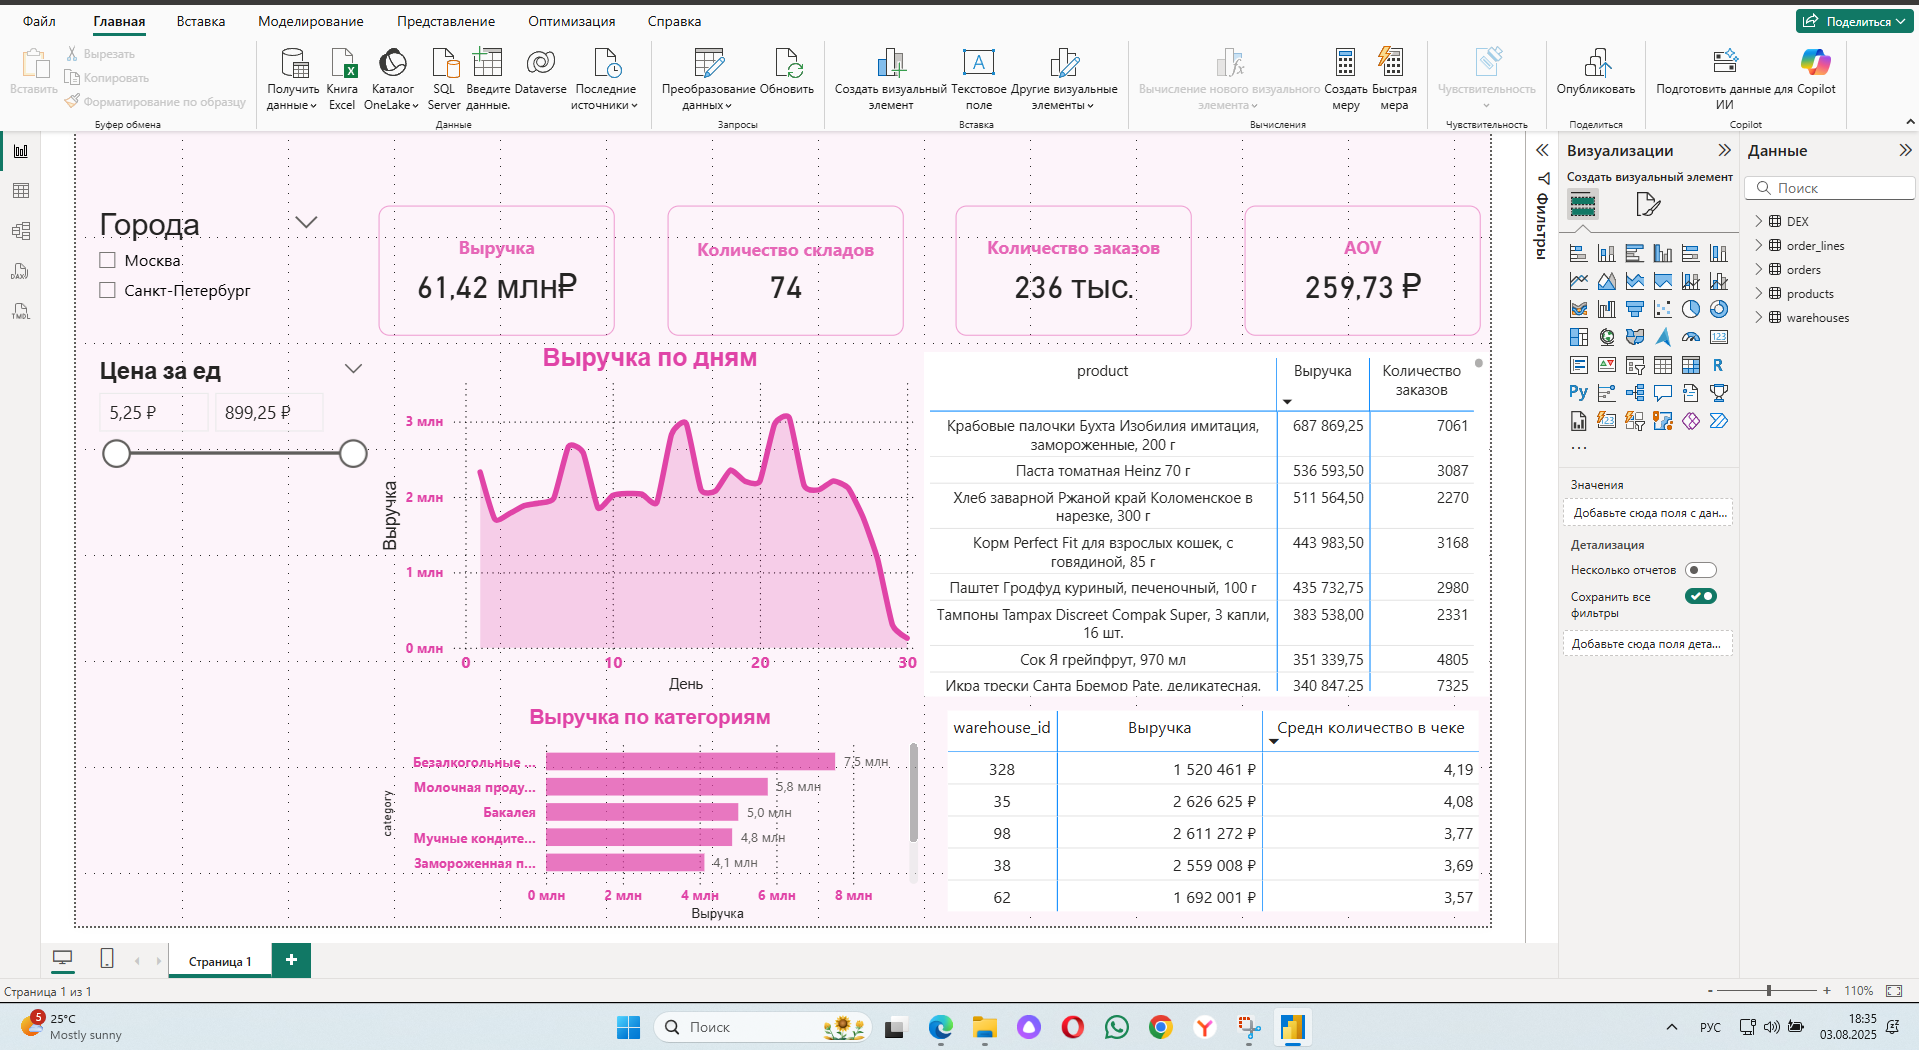 Файл
Главная
Вставка
Моделирование
Представление
Оптимизация
Справка
Поделиться
Вставить
Вырезать
Копировать
Форматирование по образцу
Буфер обмена
Получить данные
Книга Excel
Каталог OneLake
SQL Server
Введите данные.
Dataverse
Последние источники
Данные
Преобразование данных
Обновить
Запросы
Создать визуальный элемент
Текстовое поле
Другие визуальные элементы
Вставка
Вычисление нового визуального элемента
Создать меру
Быстрая мера
Вычисления
Чувствительность
Чувствительность
Опубликовать
Поделиться
Подготовить данные для ИИ
Copilot
Copilot
DAX
TMDL
Города
Москва
Санкт-Петербург
Выручка
61,42 млн₽
Количество складов
74
Количество заказов
236 тыс.
AOV
259,73 ₽
Цена за ед
5,25 ₽
899,25 ₽
Выручка по дням
Выручка
3 млн
2 млн
1 млн
0 млн
0
10
20
30
День
product Выручка Количество заказов
Крабовые палочки Бухта Изобилия имитация, замороженные, 200 г 687 869,25 7061
Паста томатная Heinz 70 г 536 593,50 3087
Хлеб заварной Ржаной край Коломенское в нарезке, 300 г 511 564,50 2270
Корм Perfect Fit для взрослых кошек, с говядиной, 85 г 443 983,50 3168
Паштет Гродфуд куриный, печеночный, 100 г 435 732,75 2980
Тампоны Tampax Discreet Compak Super, 3 капли, 16 шт. 383 538,00 2331
Сок Я грейпфрут, 970 мл 351 339,75 4805
Икра трески Санта Бремор Pate, деликатесная, 340 847,25 7325
Выручка по категориям
category
Безалкогольные ... 7,5 млн
Молочная проду... 5,8 млн
Бакалея 5,0 млн
Мучные кондите... 4,8 млн
Замороженная п... 4,1 млн
0 млн
2 млн
4 млн
6 млн
8 млн
Выручка
warehouse_id Выручка Средн количество в чеке
328 1 520 461 ₽ 4,19
35 2 626 625 ₽ 4,08
98 2 611 272 ₽ 3,77
38 2 559 008 ₽ 3,69
62 1 692 001 ₽ 3,57
Фильтры
Визуализации
Создать визуальный элемент
R
Py
123
123
...
Значения
Добавьте сюда поля с дан...
Детализация
Несколько отчетов
Сохранить все фильтры
Добавьте сюда поля дета...
Данные
Поиск
DEX
order_lines
orders
products
warehouses
Страница 1
+
Страница 1 из 1
- + 110%
5
25°C
Mostly sunny
Поиск
РУС
18:35
03.08.2025